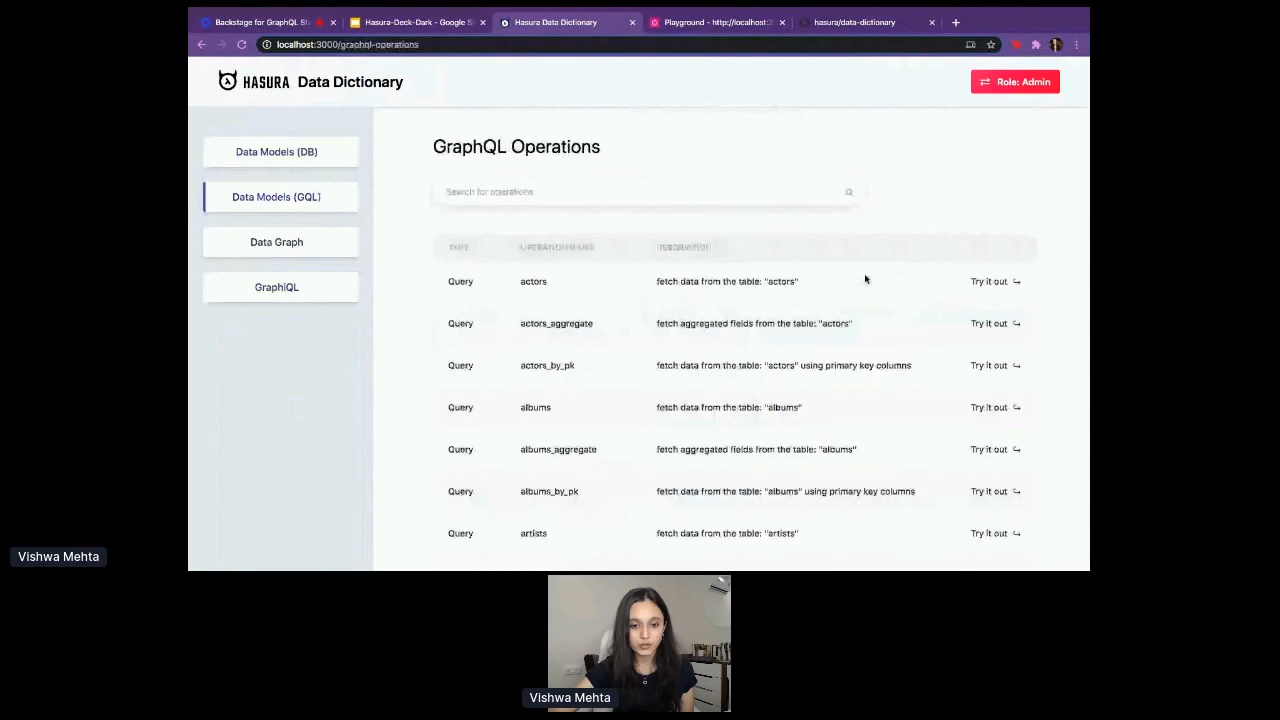 Backstage for GraphQL St
Hasura-Deck-Dark - Google S
Hasura Data Dictionary
Playground - http://localhost:3
hasura/data-dictionary
localhost:3000/graphql-operations
HASURA Data Dictionary
Role: Admin
Data Models (DB)
Data Models (GQL)
Data Graph
GraphiQL
GraphQL Operations
Search for operations
TYPE OPERATION NAME
Query actors fetch data from the table: "actors" Try it out
Query actors_aggregate fetch aggregated fields from the table: "actors" Try it out
Query actors_by_pk fetch data from the table: "actors" using primary key columns Try it out
Query albums fetch data from the table: "albums" Try it out
Query albums_aggregate fetch aggregated fields from the table: "albums" Try it out
Query albums_by_pk fetch data from the table: "albums" using primary key columns Try it out
Query artists fetch data from the table: "artists" Try it out
Vishwa Mehta
Vishwa Mehta